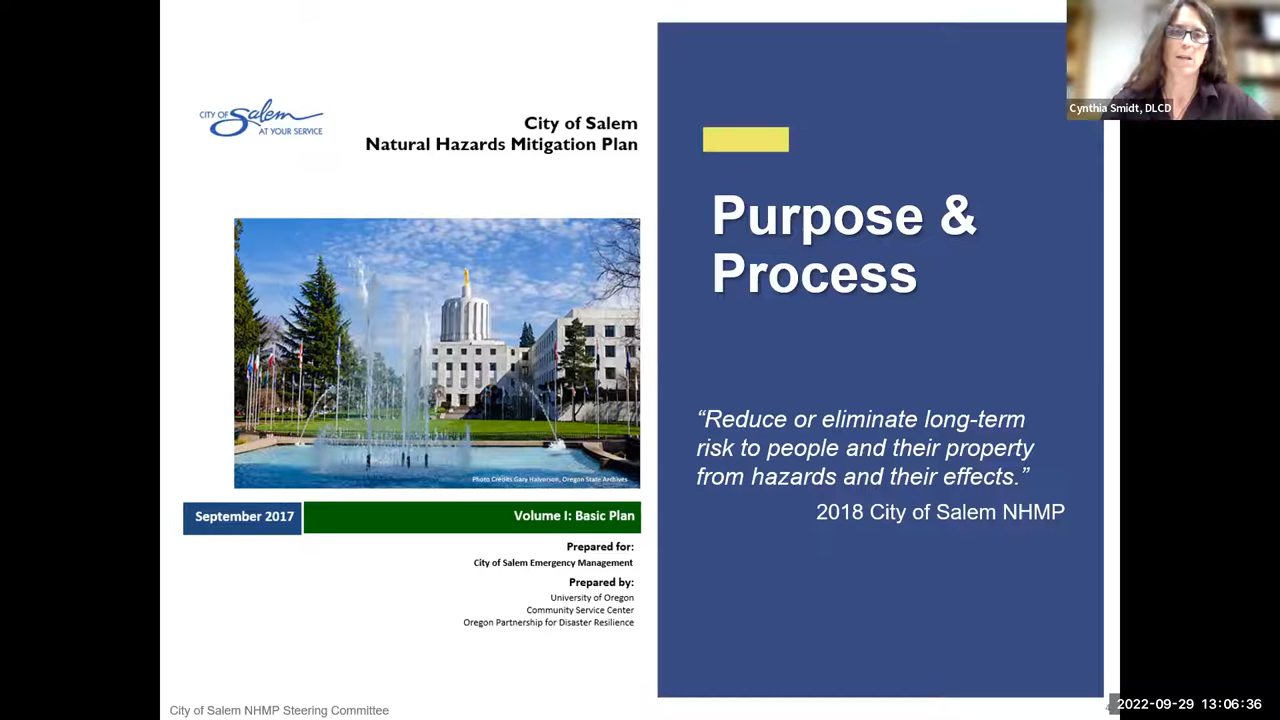 CITY OF Salem
AT YOUR SERVICE
City of Salem
Natural Hazards Mitigation Plan
Photo Credits Gary Halvorson, Oregon State Archives
September 2017
Volume I: Basic Plan
Prepared for:
City of Salem Emergency Management
Prepared by:
University of Oregon
Community Service Center
Oregon Partnership for Disaster Resilience
City of Salem NHMP Steering Committee
Purpose &
Process
“Reduce or eliminate long-term
risk to people and their property
from hazards and their effects.”
2018 City of Salem NHMP
Cynthia Smidt, DLCD
2022-09-29 13:06:36